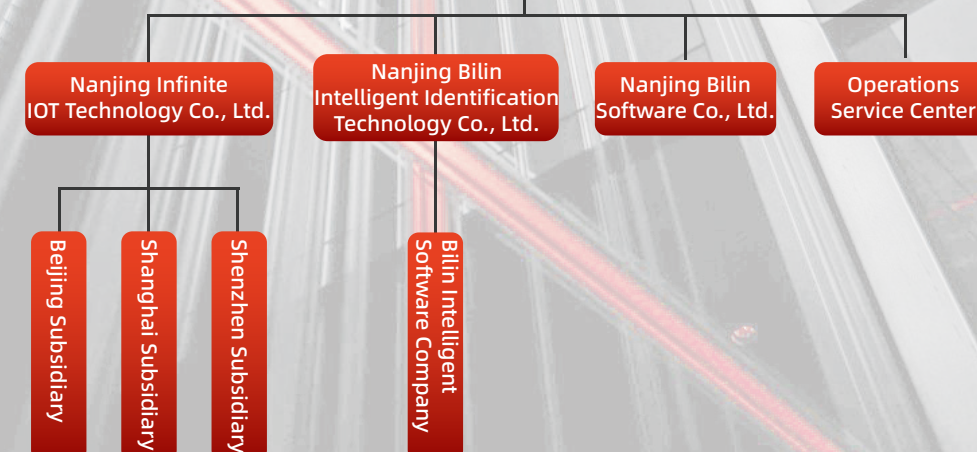 Nanjing Infinite
IOT Technology Co., Ltd.
Nanjing Bilin
Intelligent Identification
Technology Co., Ltd.
Nanjing Bilin
Software Co., Ltd.
Operations
Service Center
Beijing Subsidiary
Shanghai Subsidiary
Shenzhen Subsidiary
Bilin Intelligent
Software Company